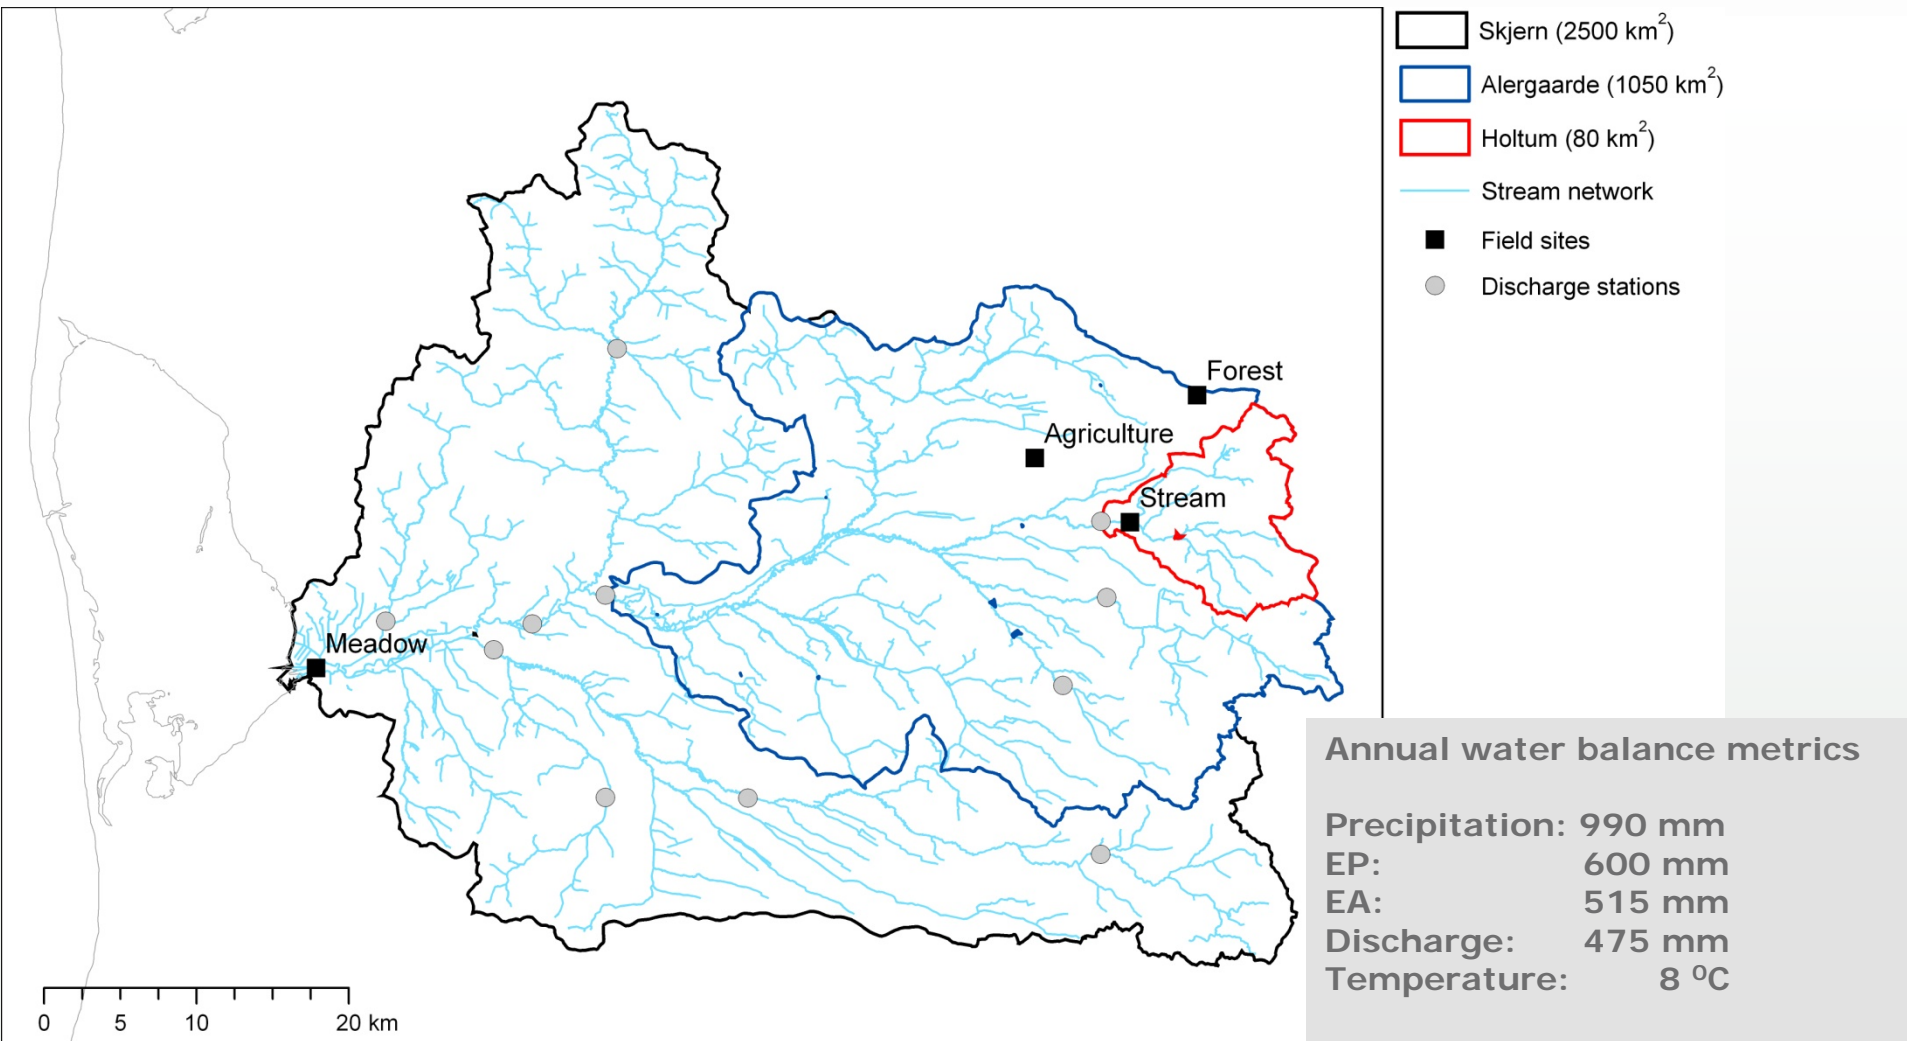 Skjern (2500 km²)
Alergaarde (1050 km²)
Holtum (80 km²)
Stream network
Field sites
Discharge stations
Forest
Agriculture
Stream
Meadow
0 5 10 20 km
Annual water balance metrics
Precipitation: 990 mm
EP: 600 mm
EA: 515 mm
Discharge: 475 mm
Temperature: 8 ⁰C